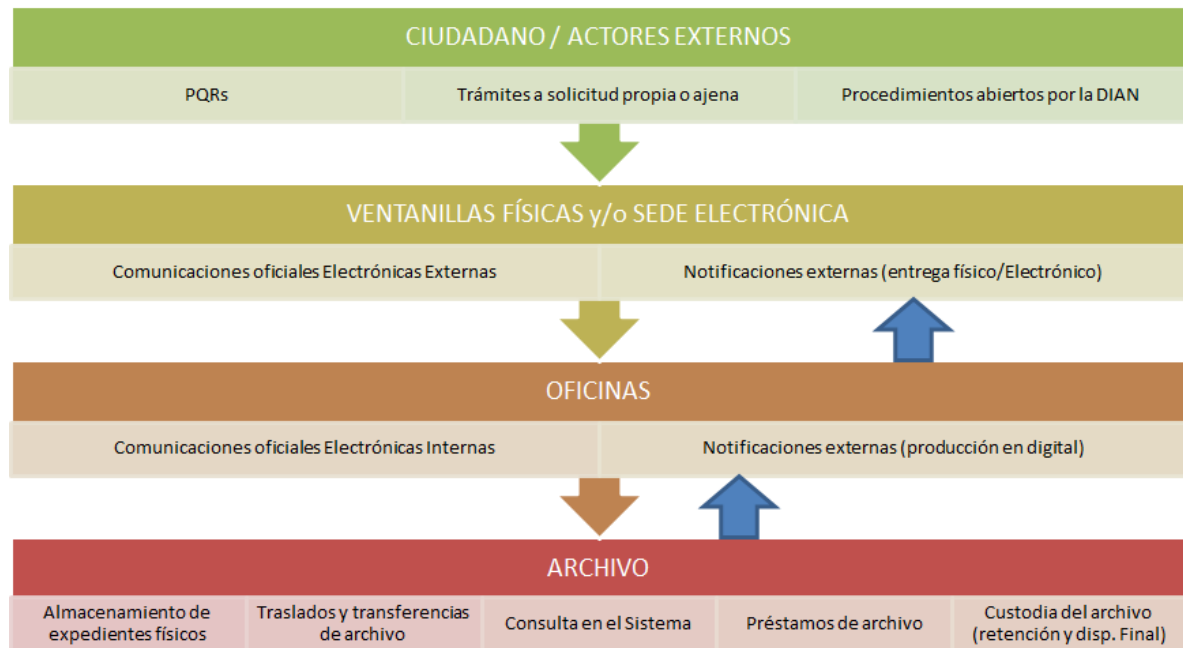 CIUDADANO / ACTORES EXTERNOS
PQRs
Trámites a solicitud propia o ajena
Procedimientos abiertos por la DIAN
VENTANILLAS FÍSICAS y/o SEDE ELECTRÓNICA
Comunicaciones oficiales Electrónicas Externas
Notificaciones externas (entrega físico/Electrónico)
OFICINAS
Comunicaciones oficiales Electrónicas Internas
Notificaciones externas (producción en digital)
ARCHIVO
Almacenamiento de
expedientes físicos
Traslados y transferencias
de archivo
Consulta en el Sistema
Préstamos de archivo
Custodia del archivo
(retención y disp. Final)